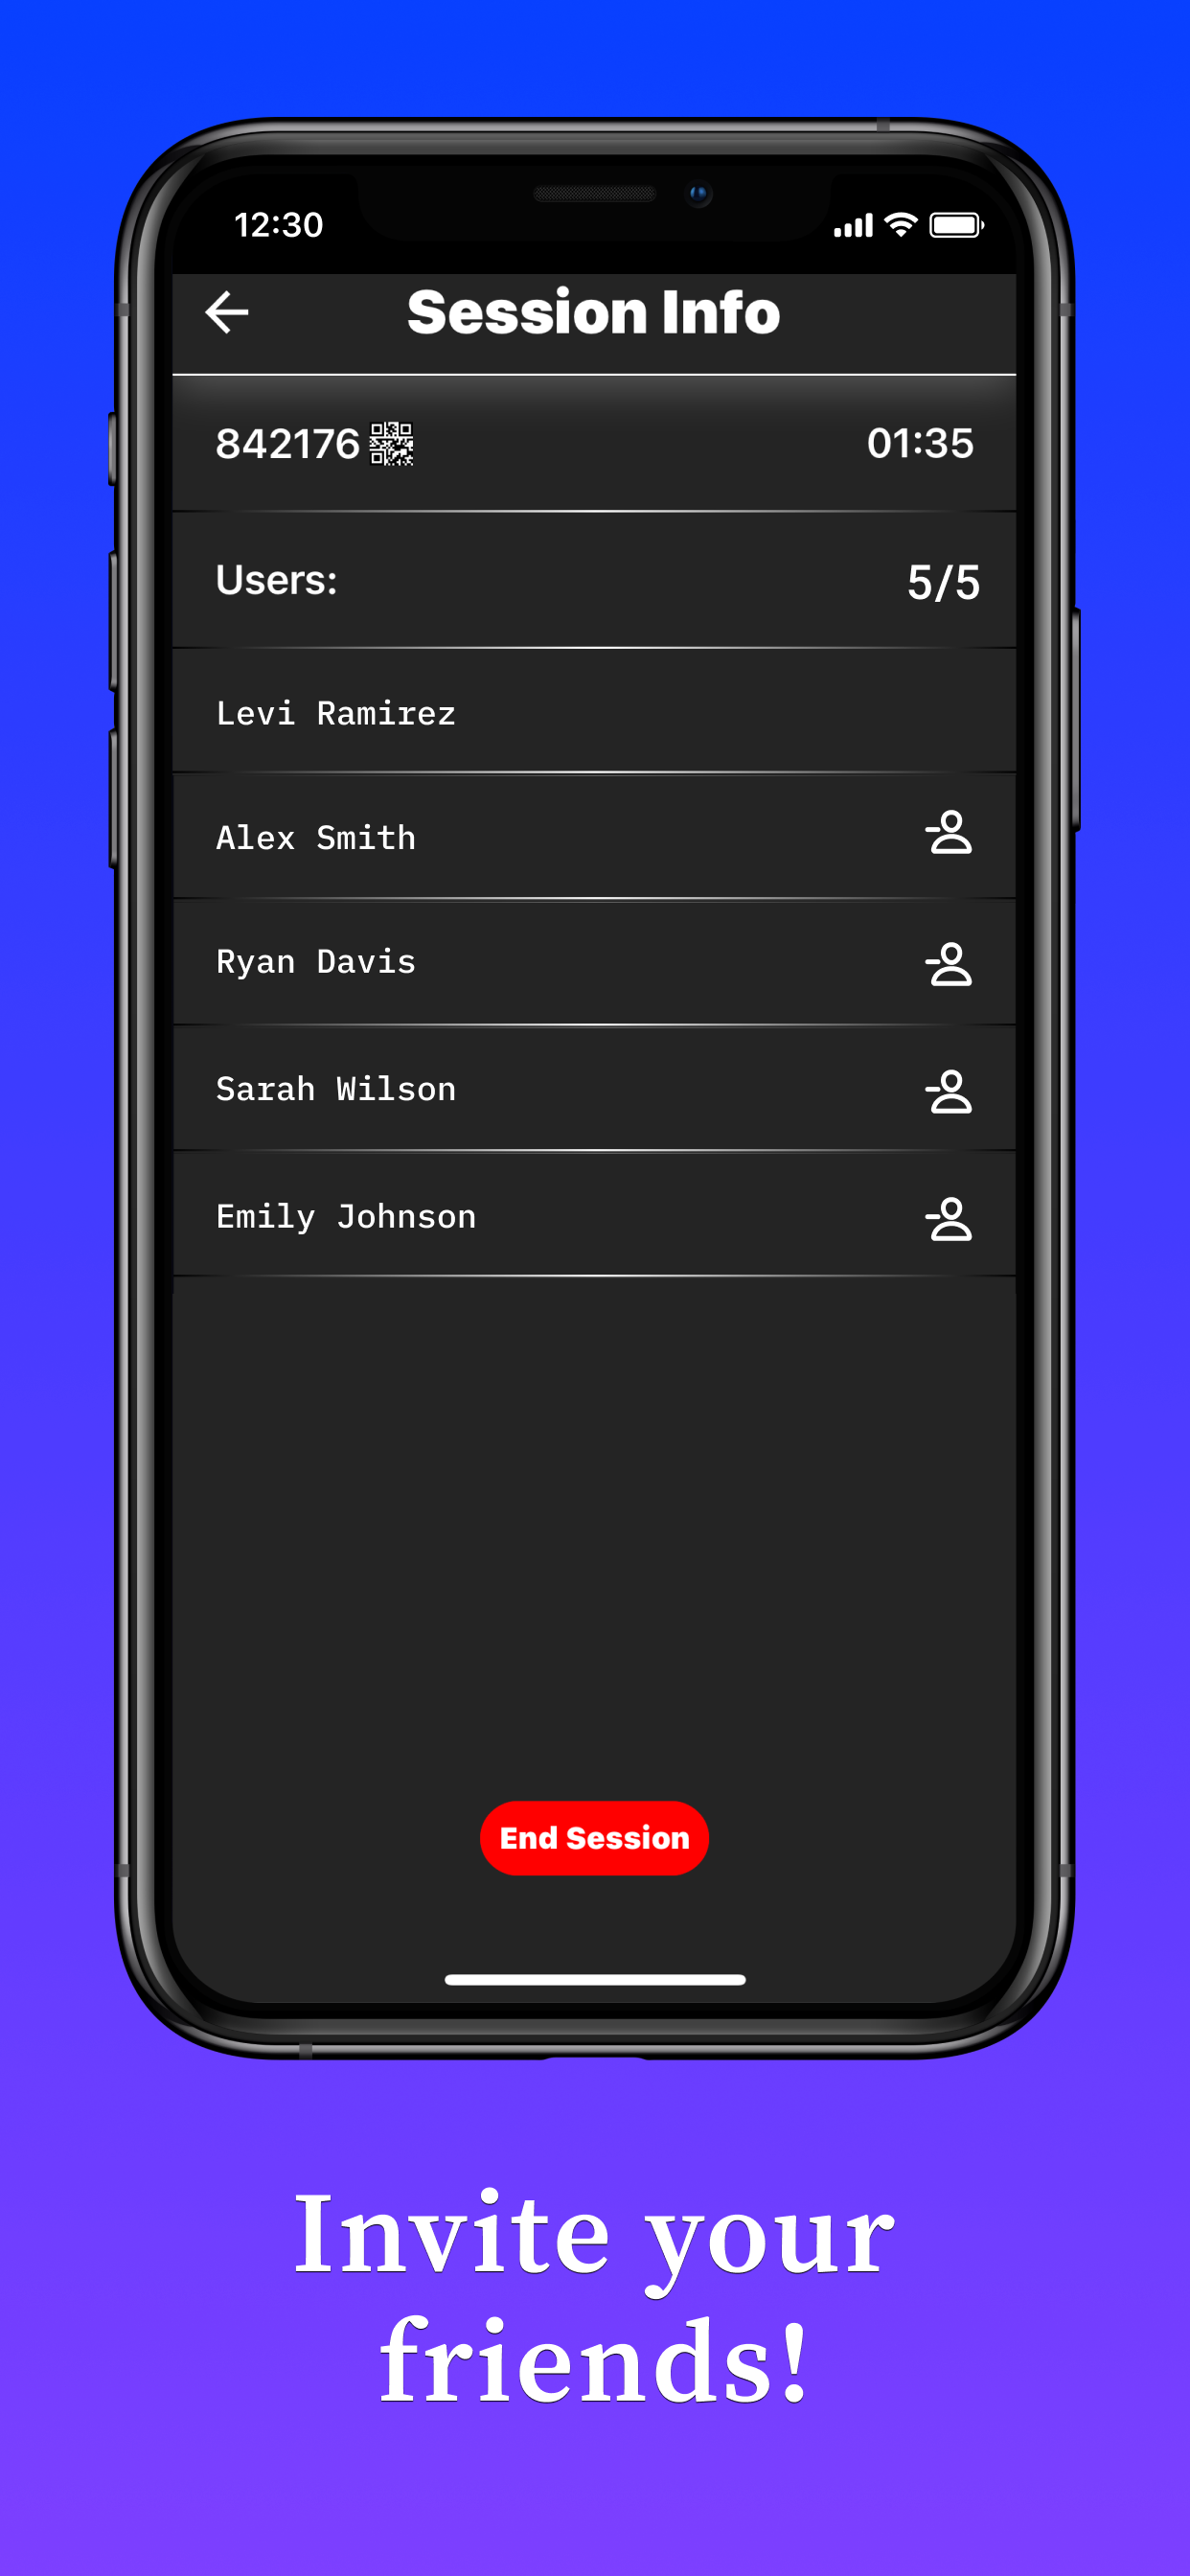 12:30
Session Info
842176 01:35
Users: 5/5
Levi Ramirez
Alex Smith
Ryan Davis
Sarah Wilson
Emily Johnson
End Session
Invite your
friends!